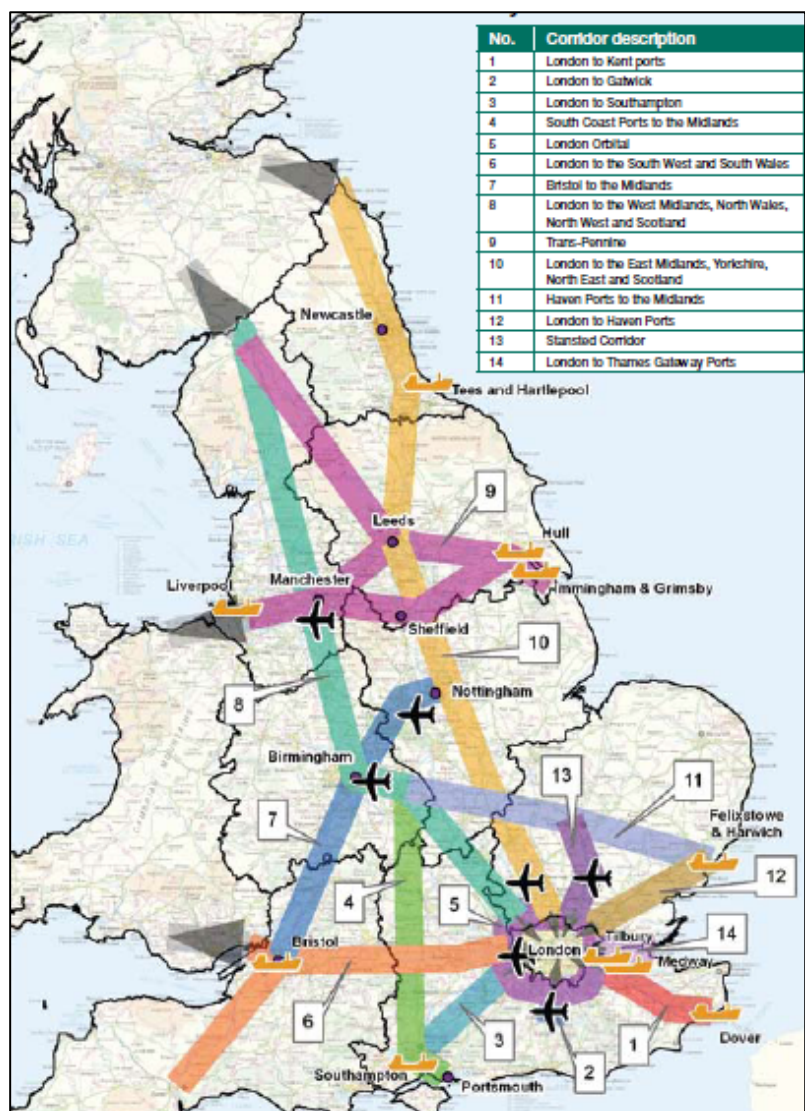 No. Corridor description
1 London to Kent ports
2 London to Gatwick
3 London to Southampton
4 South Coast Ports to the Midlands
5 London Orbital
6 London to the South West and South Wales
7 Bristol to the Midlands
8 London to the West Midlands, North Wales,
North West and Scotland
9 Trans-Pennine
10 London to the East Midlands, Yorkshire,
North East and Scotland
11 Haven Ports to the Midlands
12 London to Haven Ports
13 Stansted Corridor
14 London to Thames Gateway Ports
Newcastle
Tees and Hartlepool
9
Leeds
Hull
ISH SEA
Liverpool
Manchester
Immingham & Grimsby
Sheffield
10
8
Nottingham
Birmingham
13
11
Felixstowe
& Harwich
7
4
5
12
Bristol
London
Tilbury
14
Medway
6
3
2
1
Dover
Southampton
Portsmouth